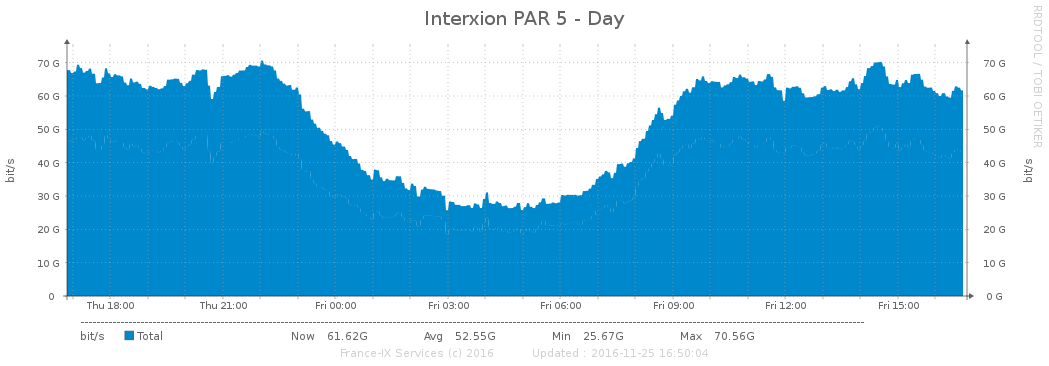 Interxion PAR 5 - Day
RRDTOOL / TOBI OETIKER
70 G 70 G
60 G 60 G
50 G 50 G
40 G 40 G
30 G 30 G
20 G 20 G
10 G 10 G
0 0 G
bit/s bit/s
Thu 18:00 Thu 21:00 Fri 00:00 Fri 03:00 Fri 06:00 Fri 09:00 Fri 12:00 Fri 15:00
bit/s Total Now 61.62G Avg 52.55G Min 25.67G Max 70.56G
France-IX Services (c) 2016 Updated : 2016-11-25 16:50:04